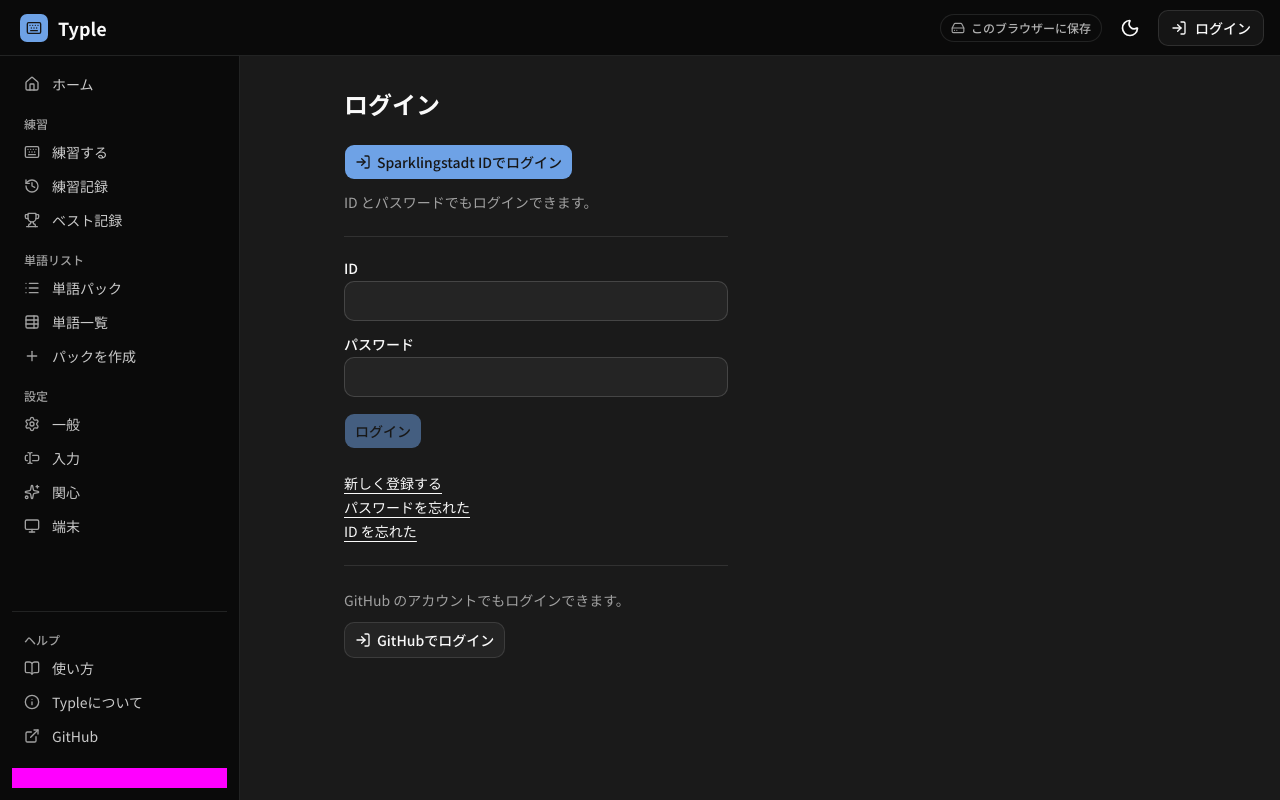 Typle
このブラウザーに保存
ログイン
ホーム
練習
練習する
練習記録
ベスト記録
単語リスト
単語パック
単語一覧
パックを作成
設定
一般
入力
関心
端末
ヘルプ
使い方
Typleについて
GitHub
ログイン
Sparklingstadt IDでログイン
ID とパスワードでもログインできます。
ID
パスワード
ログイン
新しく登録する
パスワードを忘れた
ID を忘れた
GitHub のアカウントでもログインできます。
GitHubでログイン